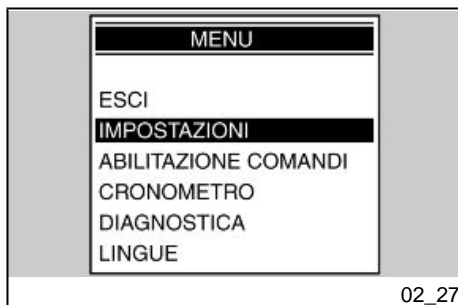 MENU
ESCI
IMPOSTAZIONI
ABILITAZIONE COMANDI
CRONOMETRO
DIAGNOSTICA
LINGUE
02_27